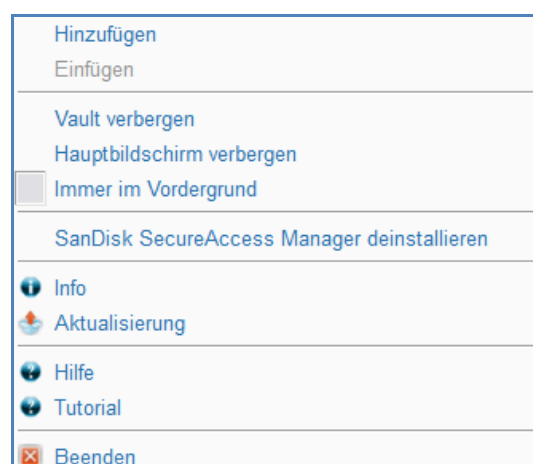 Hinzufügen
Einfügen
Vault verbergen
Hauptbildschirm verbergen
Immer im Vordergrund
SanDisk SecureAccess Manager deinstallieren
Info
Aktualisierung
Hilfe
Tutorial
Beenden